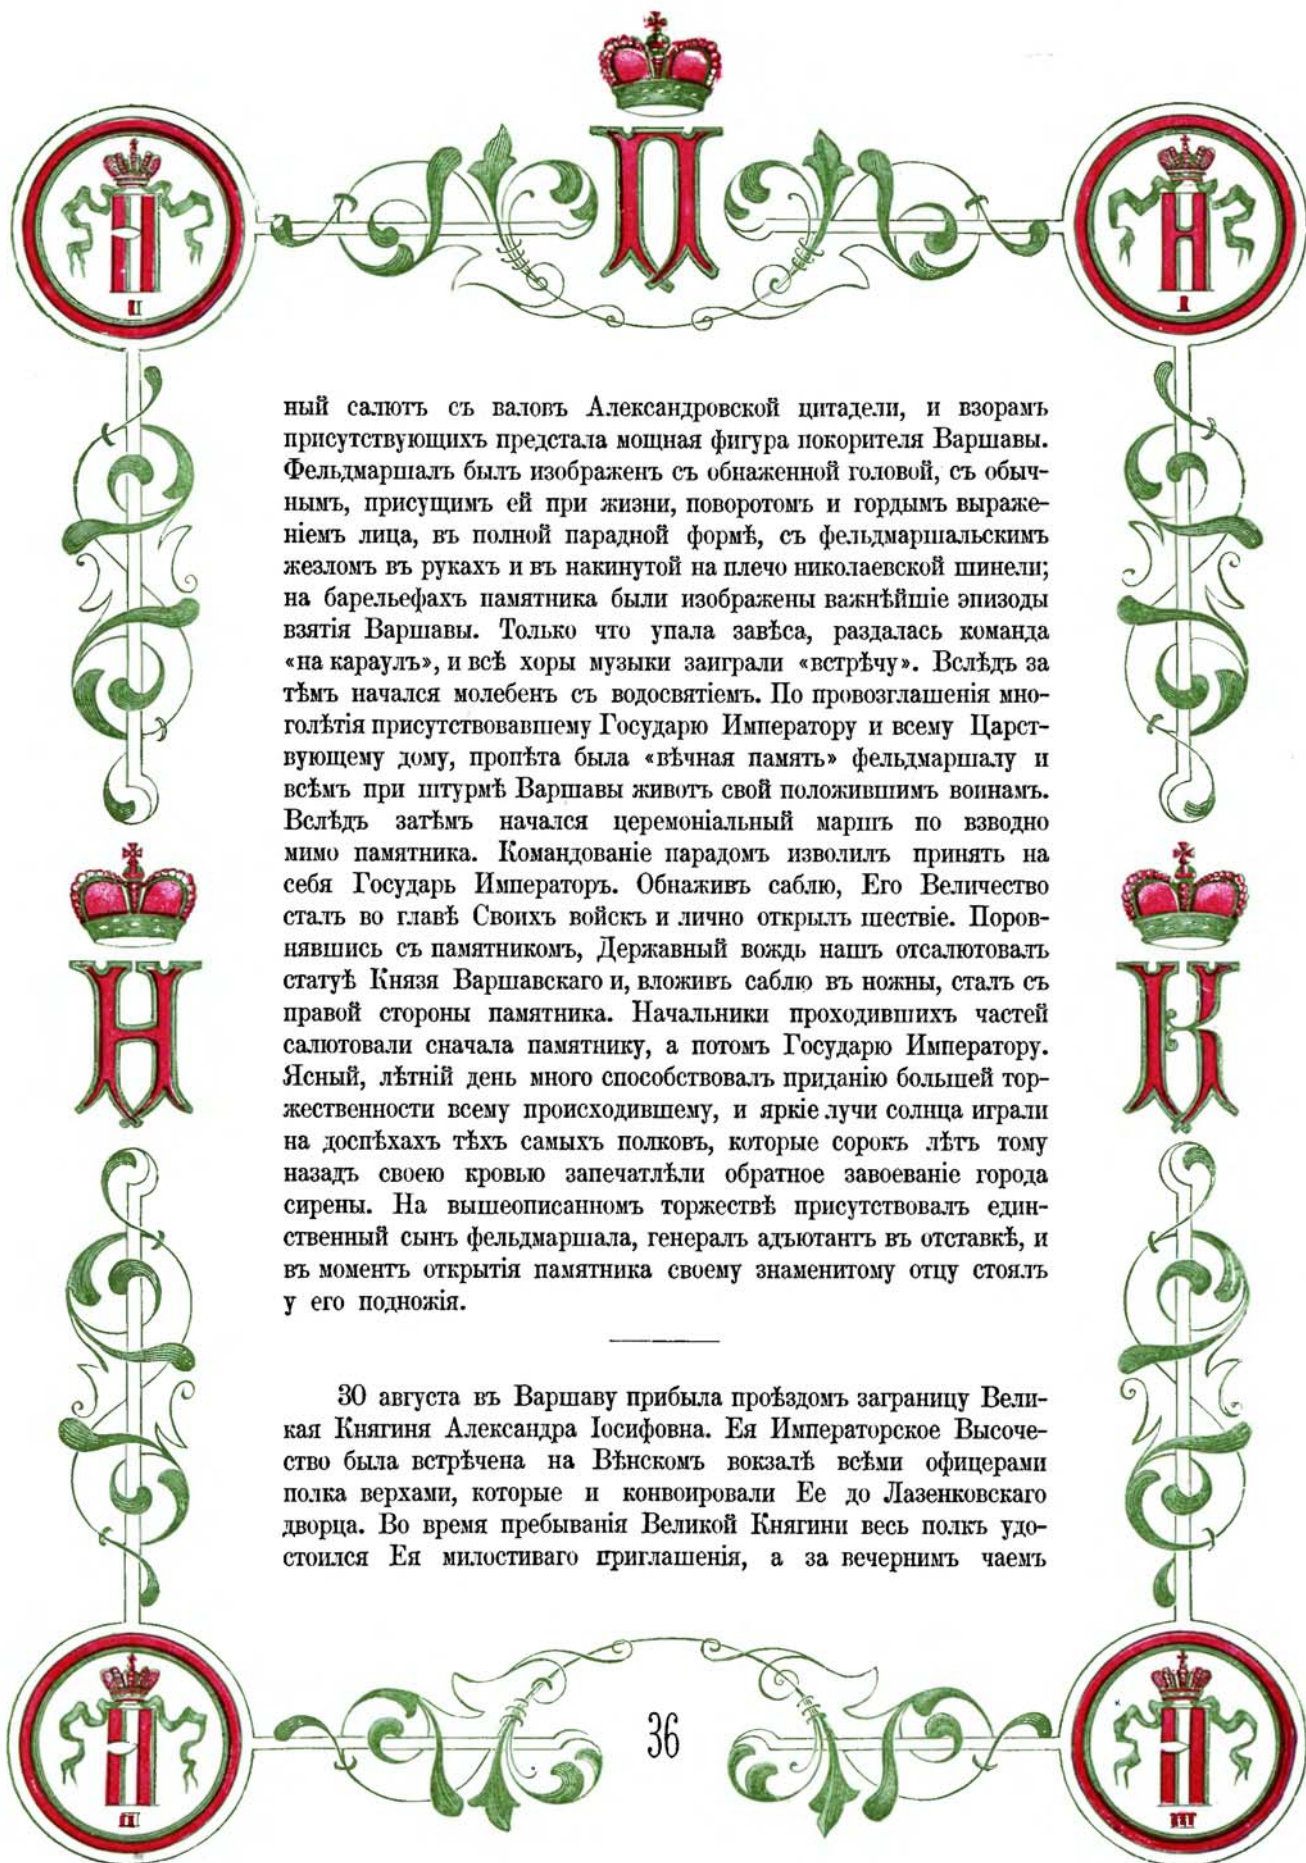 П
II
I
ный салютъ съ валовъ Александровской цитадели, и взорамъ
присутствующихъ предстала мощная фигура покорителя Варшавы.
Фельдмаршалъ былъ изображенъ съ обнаженной головой, съ обыч-
нымъ, присущимъ ей при жизни, поворотомъ и гордымъ выраже-
ніемъ лица, въ полной парадной формѣ, съ фельдмаршальскимъ
жезломъ въ рукахъ и въ накинутой на плечо николаевской шинели;
на барельефахъ памятника были изображены важнѣйшіе эпизоды
взятія Варшавы. Только что упала завѣса, раздалась команда
«на караулъ», и всѣ хоры музыки заиграли «встрѣчу». Вслѣдъ за
тѣмъ начался молебенъ съ водосвятіемъ. По провозглашенія мно-
голѣтія присутствовавшему Государю Императору и всему Царст-
вующему дому, пропѣта была «вѣчная память» фельдмаршалу и
всѣмъ при штурмѣ Варшавы животъ свой положившимъ воинамъ.
Вслѣдъ затѣмъ начался церемоніальный маршъ по взводно
мимо памятника. Командованіе парадомъ изволилъ принять на
себя Государь Императоръ. Обнаживъ саблю, Его Величество
сталъ во главѣ Своихъ войскъ и лично открылъ шествіе. Поров-
нявшись съ памятникомъ, Державный вождь нашъ отсалютовалъ
статуѣ Князя Варшавскаго и, вложивъ саблю въ ножны, сталъ съ
правой стороны памятника. Начальники проходившихъ частей
салютовали сначала памятнику, а потомъ Государю Императору.
Ясный, лѣтній день много способствовалъ приданію большей тор-
жественности всему происходившему, и яркіе лучи солнца играли
на доспѣхахъ тѣхъ самыхъ полковъ, которые сорокъ лѣтъ тому
назадъ своею кровью запечатлѣли обратное завоеваніе города
сирены. На вышеописанномъ торжествѣ присутствовалъ един-
ственный сынъ фельдмаршала, генералъ адъютантъ въ отставкѣ, и
въ моментъ открытія памятника своему знаменитому отцу стоялъ
у его подножія.
Н
К
30 августа въ Варшаву прибыла проѣздомъ заграницу Вели-
кая Княгиня Александра Іосифовна. Ея Императорское Высоче-
ство была встрѣчена на Вѣнскомъ вокзалѣ всѣми офицерами
полка верхами, которые и конвоировали Ее до Лазенковскаго
дворца. Во время пребыванія Великой Княгини весь полкъ удо-
стоился Ея милостиваго приглашенія, а за вечернимъ чаемъ
36
II
III